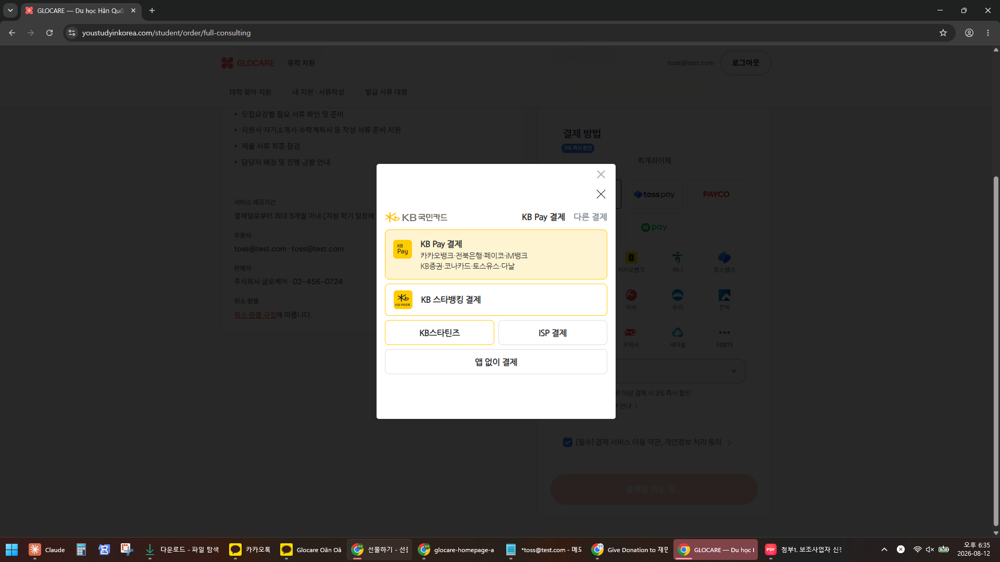 GLOCARE — Du học Hàn Quố
youstudyinkorea.com/student/order/full-consulting
GLOCARE 유학 지원
toss@test.com 로그아웃
대학 찾아 지원 내 지원 · 서류작성 발급 서류 대행
모집요강별 필요 서류 확인 및 준비
지원서·자기소개서·수학계획서 등 작성 서류 준비 지원
제출 서류 최종 점검
담당자 배정 및 진행 상황 안내
서비스 제공기간
결제일로부터 최대 3개월 이내 (지원 학기 일정에
주문자
toss@test.com · toss@test.com
판매자
주식회사 글로케어 · 02-456-0724
취소·환불
취소·환불 규정에 따릅니다.
결제 방법
3% 즉시 할인
퀵계좌이체
toss pay PAYCO
N pay
카카오뱅크 하나 토스뱅크
비씨 우리 전북
우체국 새마을 더보기
원 이상 결제 시 3% 즉시 할인
안내
[필수] 결제 서비스 이용 약관, 개인정보 처리 동의
결제창 여는 중...
KB국민카드 KB Pay 결제 다른 결제
KB Pay
KB Pay 결제
카카오뱅크·전북은행·페이코·iM뱅크
KB증권·코나카드·토스유스·다날
KB국민은행
KB 스타뱅킹 결제
KB스타틴즈 ISP 결제
앱 없이 결제
Claude
다운로드 - 파일 탐색
카카오톡
Glocare Oăn Oă
선물하기 - 선
glocare-homepage-a
*toss@test.com - 메모
Give Donation to 재민
GLOCARE — Du học H
PDF
첨부1. 보조사업자 신
오후 6:35
2026-08-12